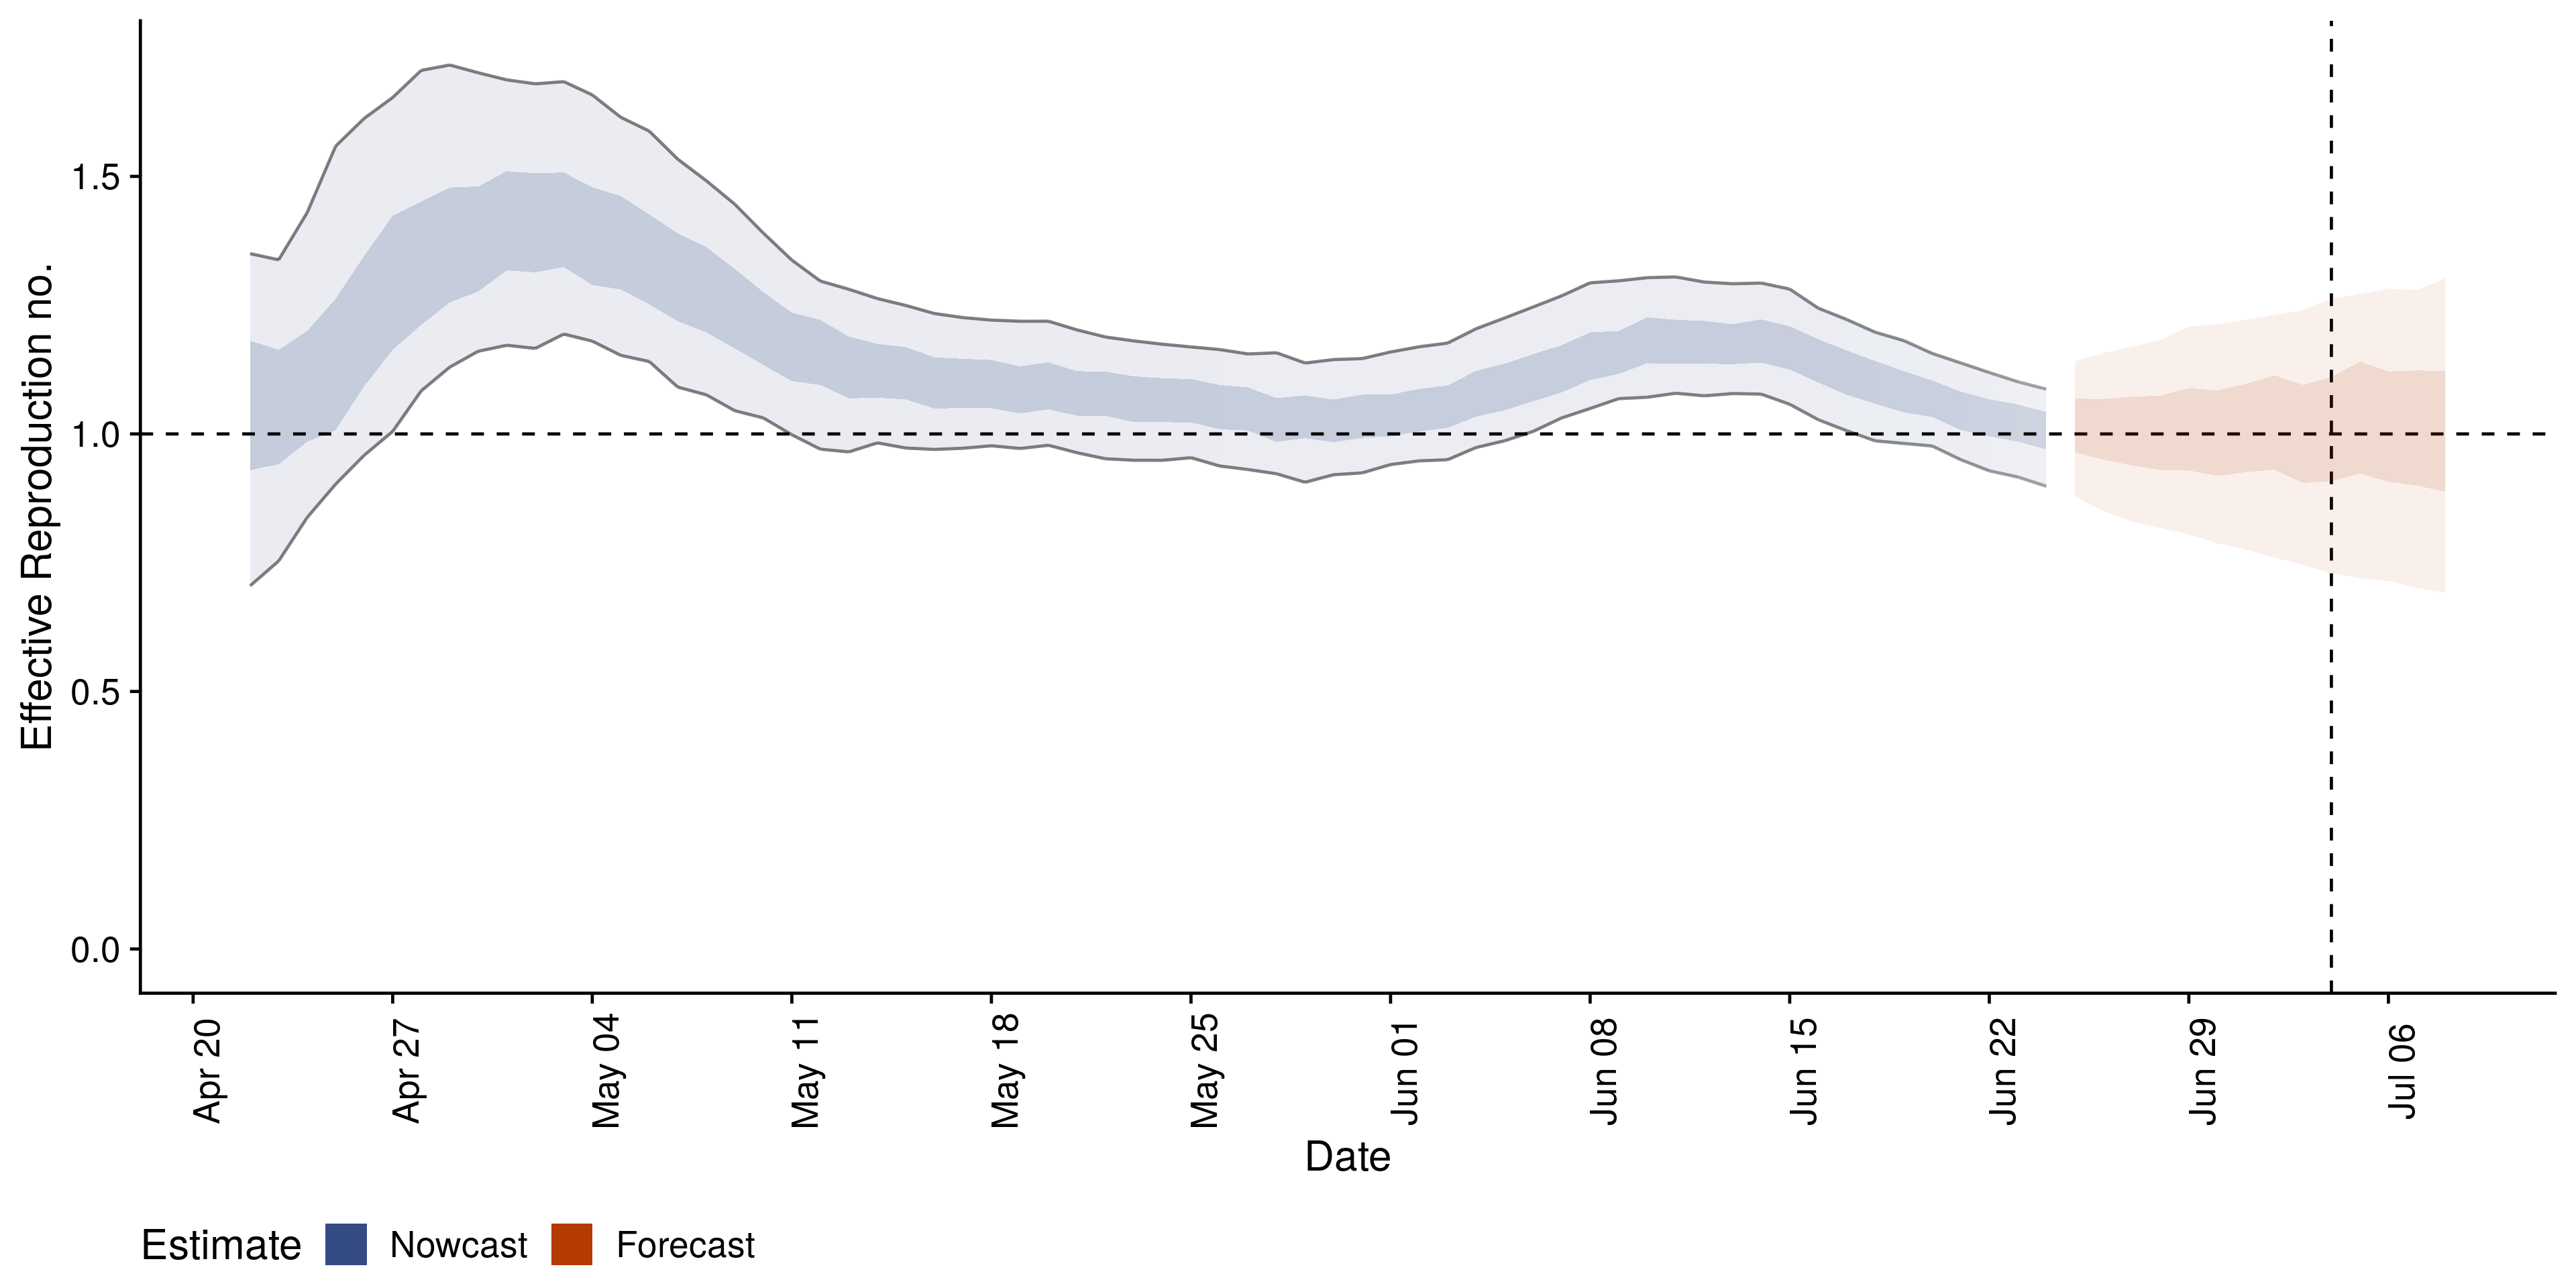 Effective Reproduction no.
1.5
1.0
0.5
0.0
Apr 20
Apr 27
May 04
May 11
May 18
May 25
Jun 01
Jun 08
Jun 15
Jun 22
Jun 29
Jul 06
Date
Estimate Nowcast Forecast